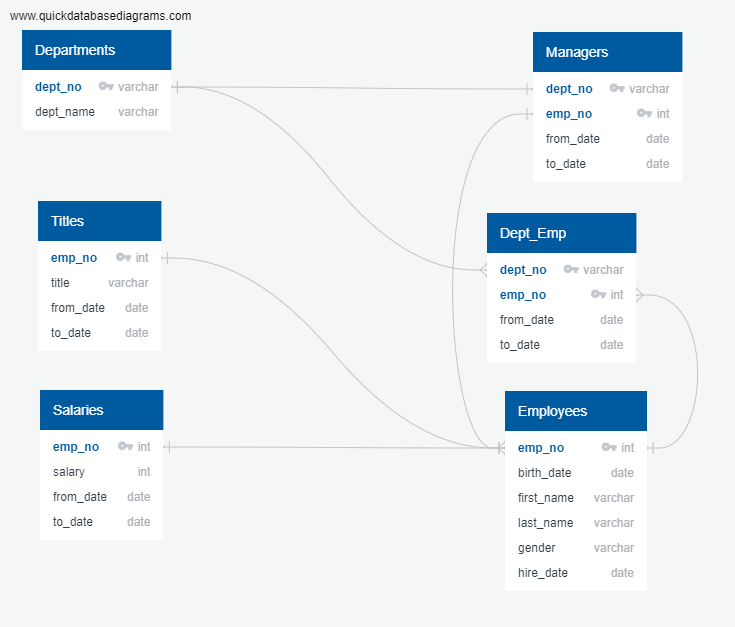 www.quickdatabasediagrams.com
Departments
dept_no varchar
dept_name varchar
Managers
dept_no varchar
emp_no int
from_date date
to_date date
Titles
emp_no int
title varchar
from_date date
to_date date
Dept_Emp
dept_no varchar
emp_no int
from_date date
to_date date
Salaries
emp_no int
salary int
from_date date
to_date date
Employees
emp_no int
birth_date date
first_name varchar
last_name varchar
gender varchar
hire_date date